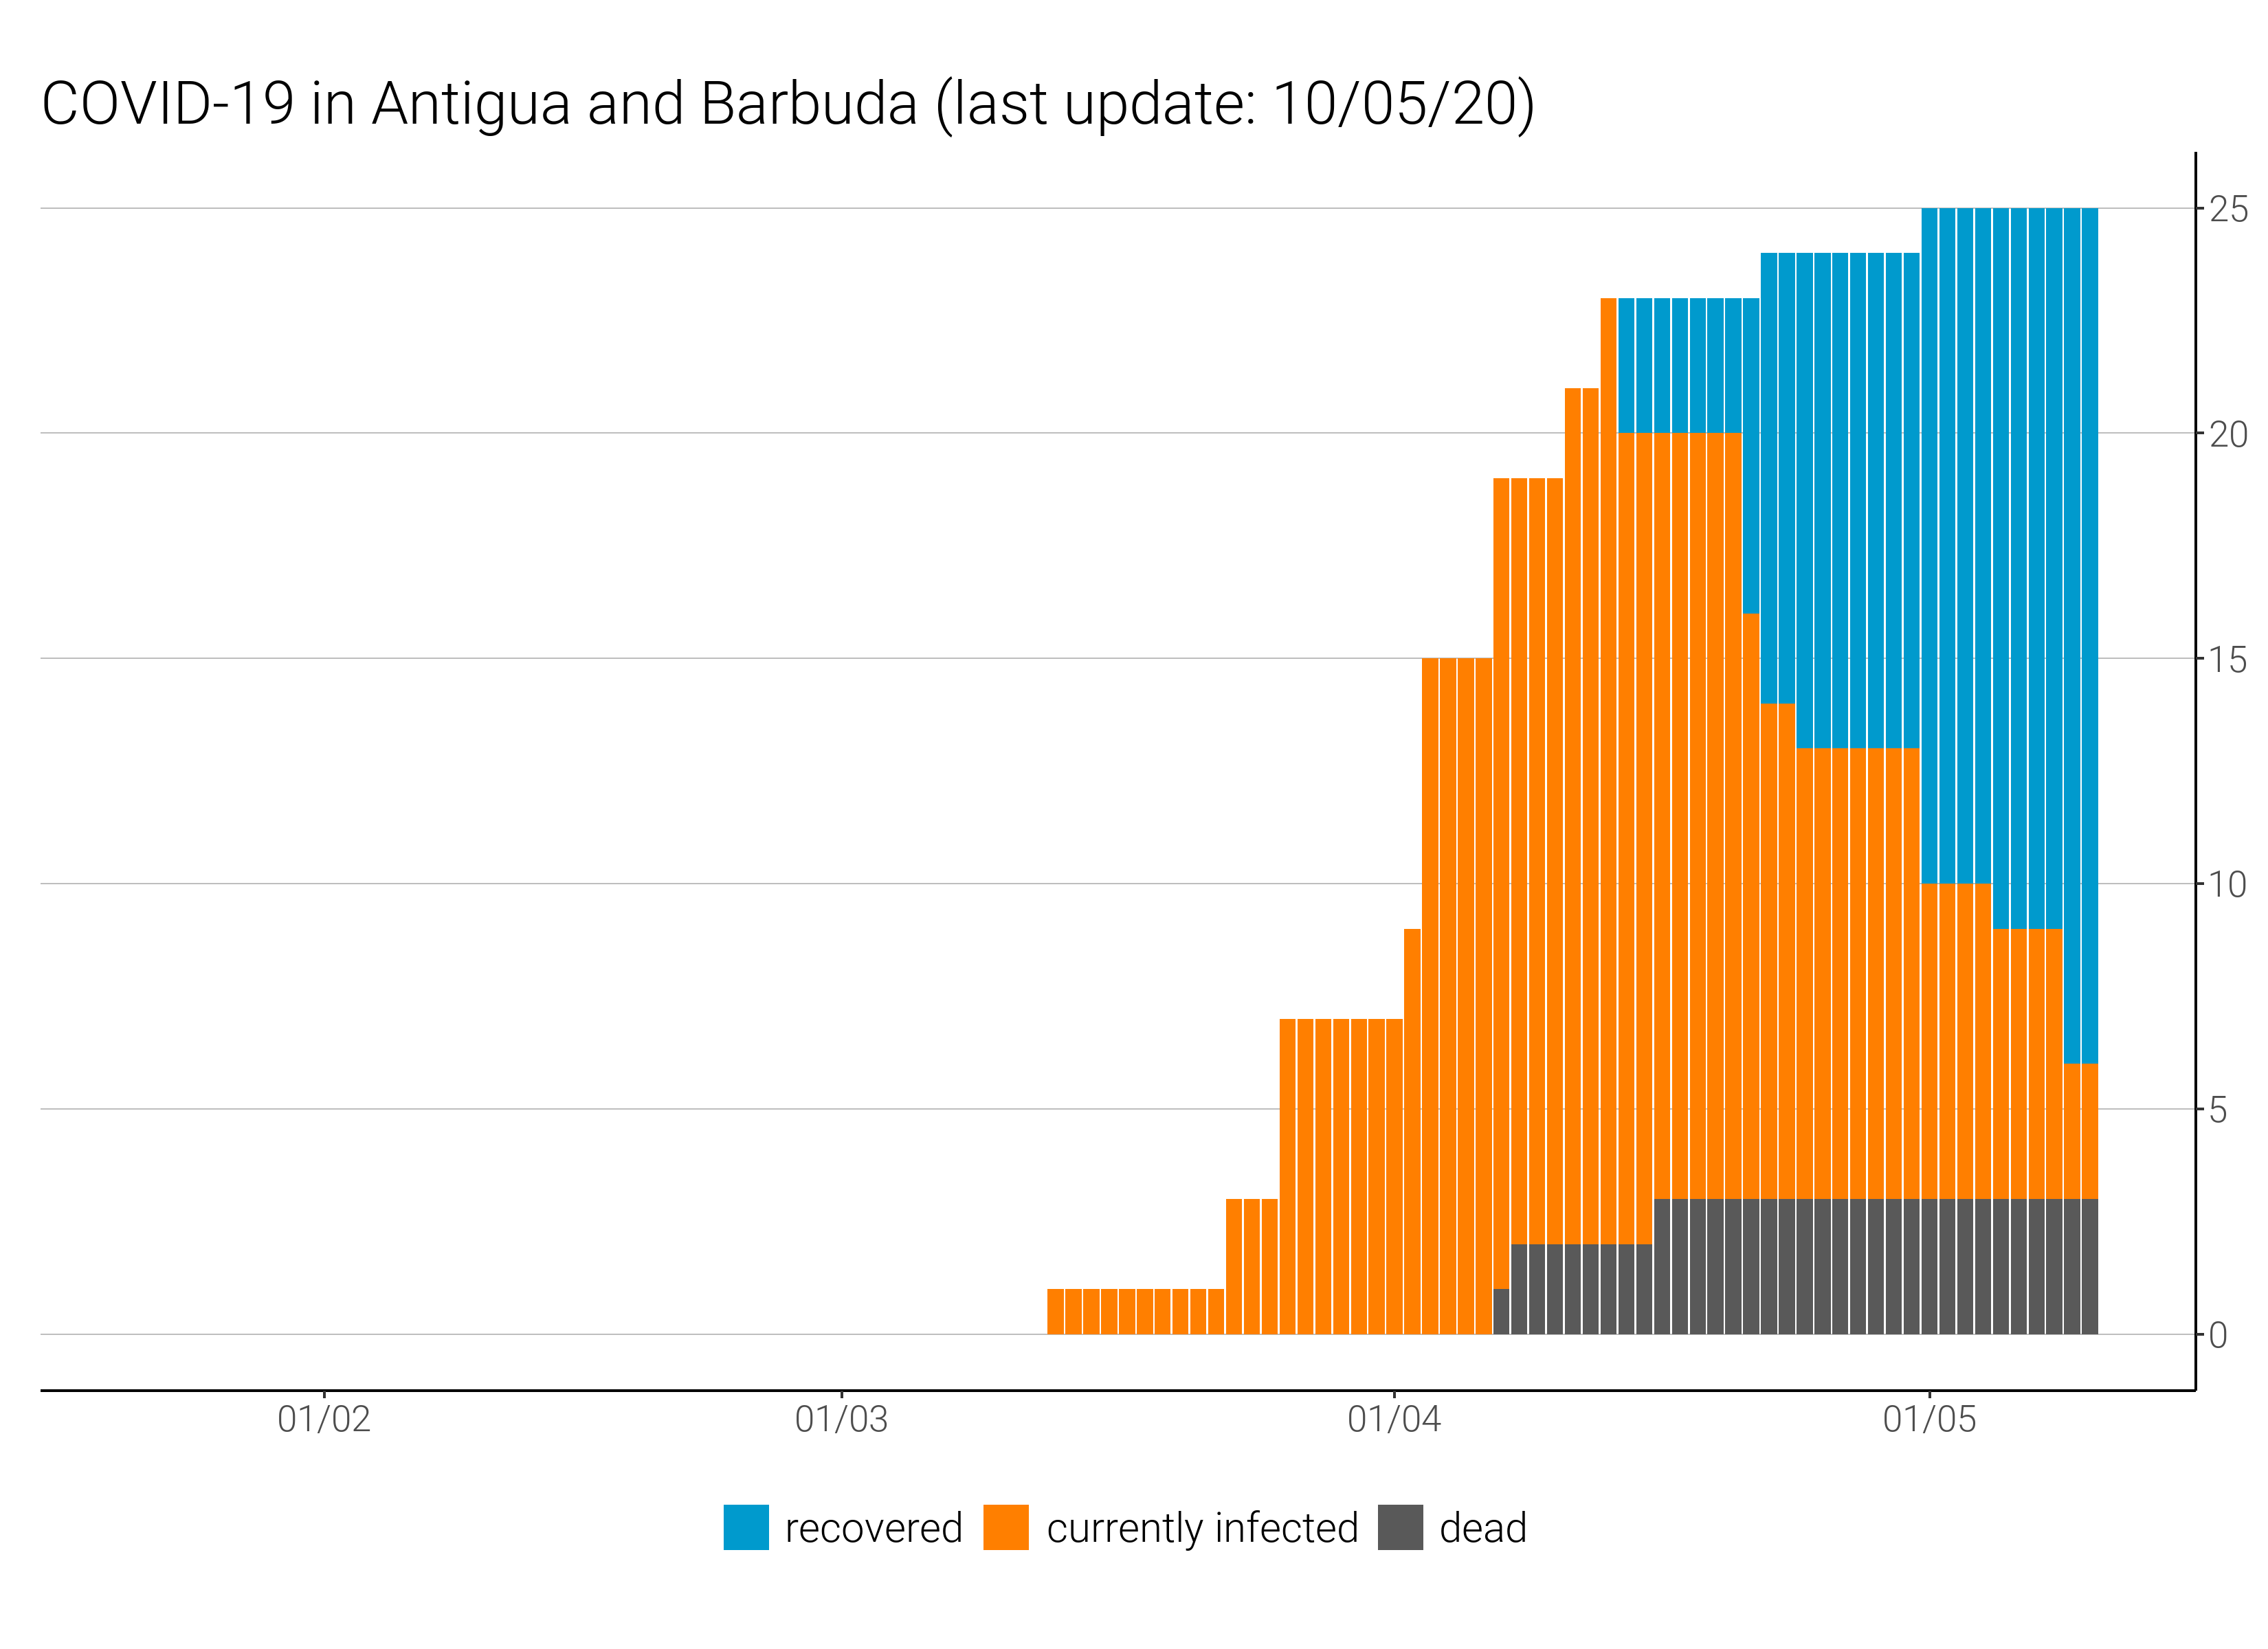 COVID-19 in Antigua and Barbuda (last update: 10/05/20)
25
20
15
10
5
0
01/02 01/03 01/04 01/05
recovered currently infected dead